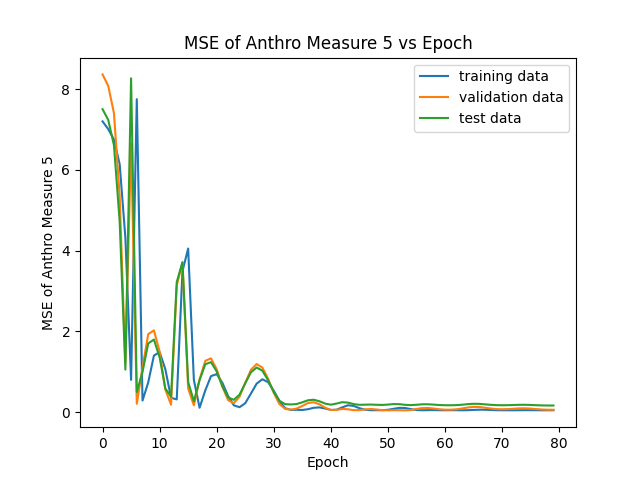 MSE of Anthro Measure 5 vs Epoch
training data
validation data
test data
MSE of Anthro Measure 5
8
6
4
2
0
0 10 20 30 40 50 60 70 80
Epoch